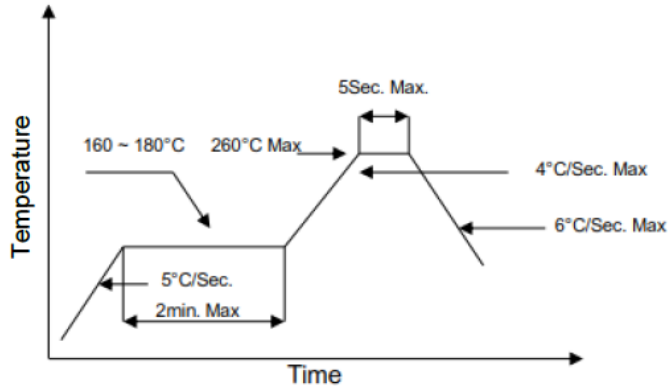 5Sec. Max.
160 ~ 180°C
260°C Max
4°C/Sec. Max
6°C/Sec. Max
5°C/Sec.
2min. Max
Temperature
Time